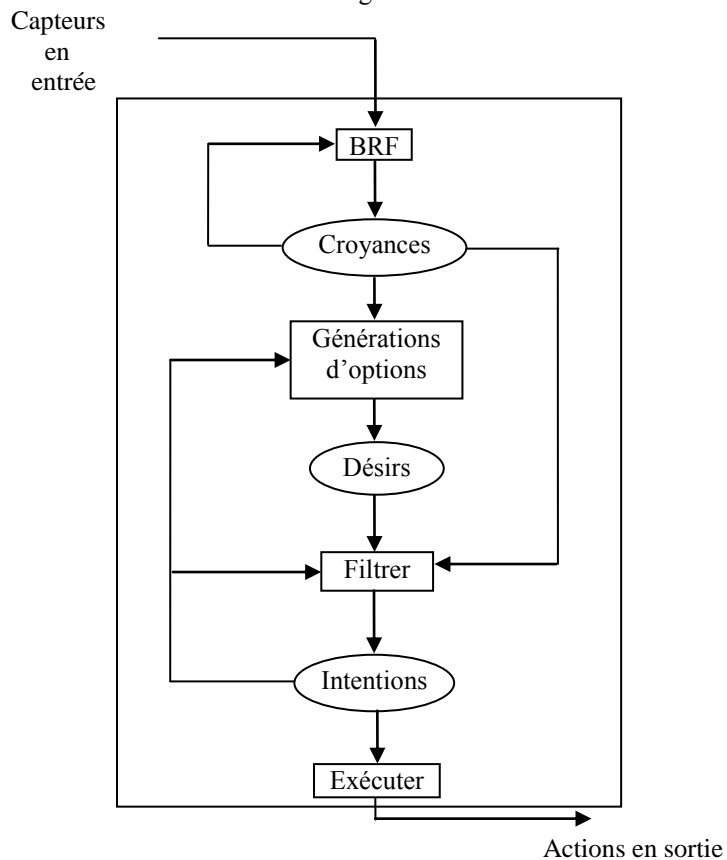 Capteurs
en
entrée
BRF
Croyances
Générations
d’options
Désirs
Filtrer
Intentions
Exécuter
Actions en sortie